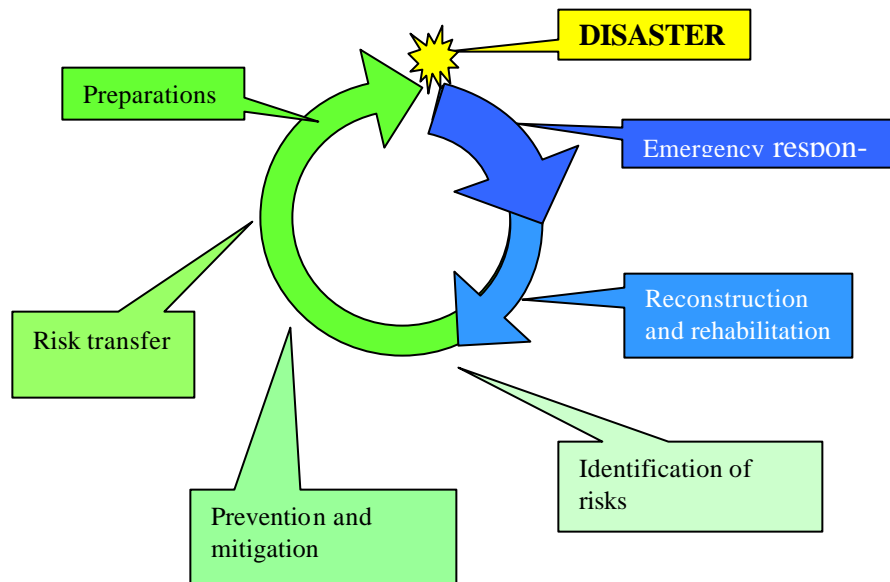 DISASTER
Preparations
Emergency respon-
Reconstruction
and rehabilitation
Risk transfer
Identification of
risks
Prevention and
mitigation